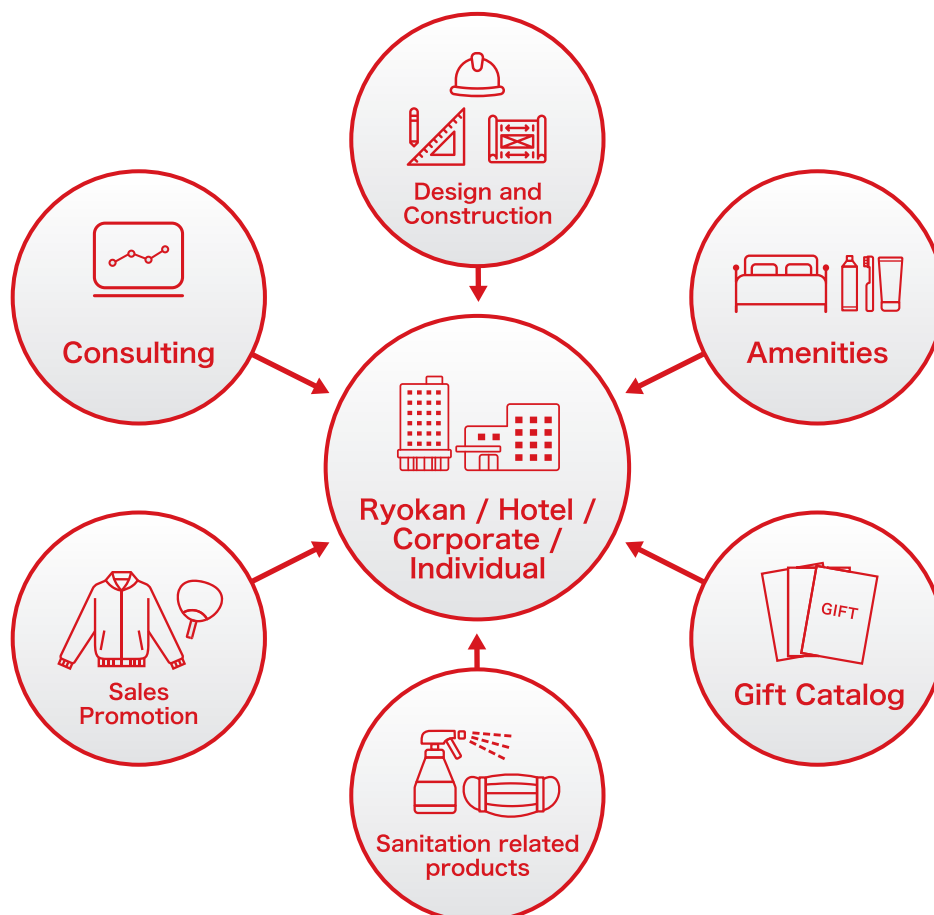 Design and
Construction
Consulting
Amenities
Ryokan / Hotel /
Corporate /
Individual
Sales
Promotion
GIFT
Gift Catalog
Sanitation related
products